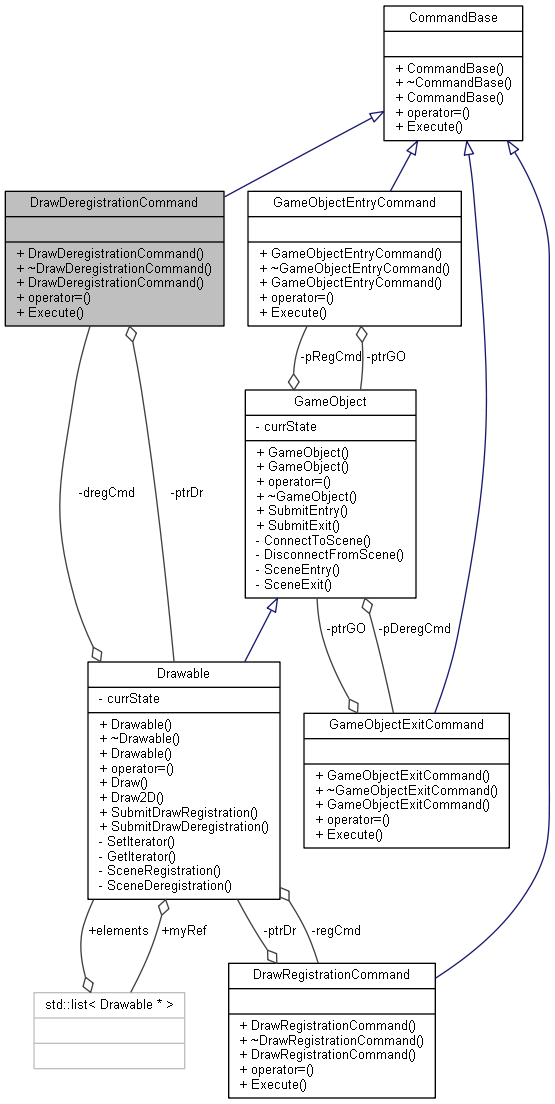 CommandBase
+ CommandBase()
+ ~CommandBase()
+ CommandBase()
+ operator=()
+ Execute()
DrawDeregistrationCommand
+ DrawDeregistrationCommand()
+ ~DrawDeregistrationCommand()
+ DrawDeregistrationCommand()
+ operator=()
+ Execute()
GameObjectEntryCommand
+ GameObjectEntryCommand()
+ ~GameObjectEntryCommand()
+ GameObjectEntryCommand()
+ operator=()
+ Execute()
-pRegCmd
-ptrGO
GameObject
- currState
+ GameObject()
+ GameObject()
+ operator=()
+ ~GameObject()
+ SubmitEntry()
+ SubmitExit()
- ConnectToScene()
- DisconnectFromScene()
- SceneEntry()
- SceneExit()
-dregCmd
-ptrDr
-ptrGO
-pDeregCmd
Drawable
- currState
+ Drawable()
+ ~Drawable()
+ Drawable()
+ operator=()
+ Draw()
+ Draw2D()
+ SubmitDrawRegistration()
+ SubmitDrawDeregistration()
- SetIterator()
- GetIterator()
- SceneRegistration()
- SceneDeregistration()
GameObjectExitCommand
+ GameObjectExitCommand()
+ ~GameObjectExitCommand()
+ GameObjectExitCommand()
+ operator=()
+ Execute()
+elements
+myRef
-ptrDr
-regCmd
std::list< Drawable * >
DrawRegistrationCommand
+ DrawRegistrationCommand()
+ ~DrawRegistrationCommand()
+ DrawRegistrationCommand()
+ operator=()
+ Execute()